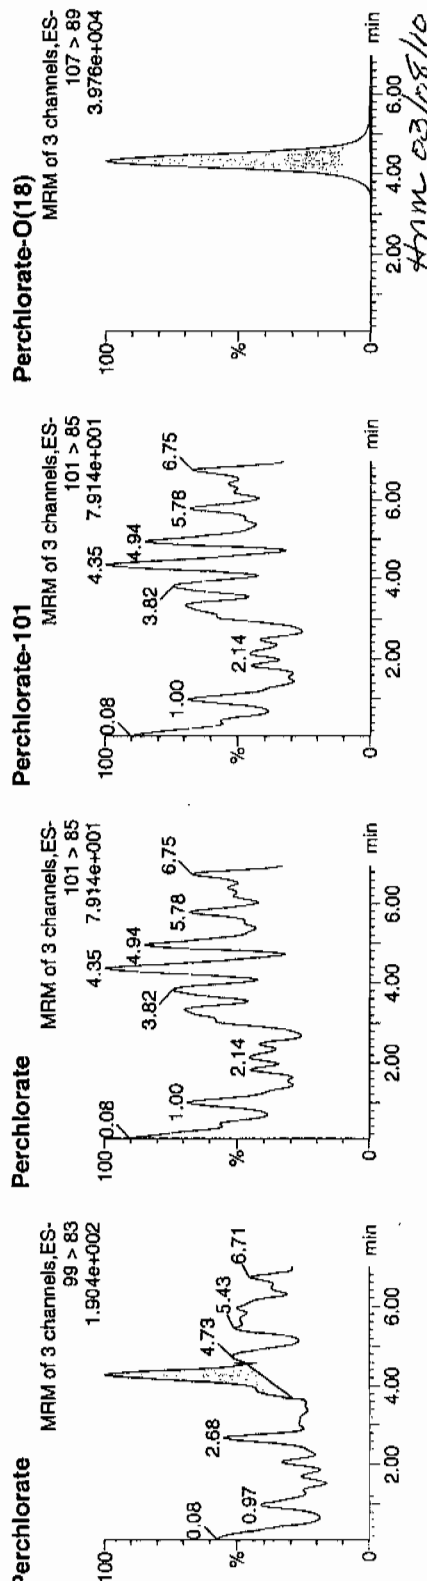 Perchlorate
MRM of 3 channels,ES-
99 > 83
1.904e+002
100
%
0
0.08
0.97
2.68
4.73
5.43
6.71
2.00
4.00
6.00
min
Perchlorate
MRM of 3 channels,ES-
101 > 85
7.914e+001
100
%
0
0.08
1.00
2.14
3.82
4.35
4.94
5.78
6.75
2.00
4.00
6.00
min
Perchlorate-101
MRM of 3 channels,ES-
101 > 85
7.914e+001
100
%
0
0.08
1.00
2.14
3.82
4.35
4.94
5.78
6.75
2.00
4.00
6.00
min
Perchlorate-O(18)
MRM of 3 channels,ES-
107 > 89
3.976e+004
100
%
0
2.00
4.00
6.00
min
03/08/10